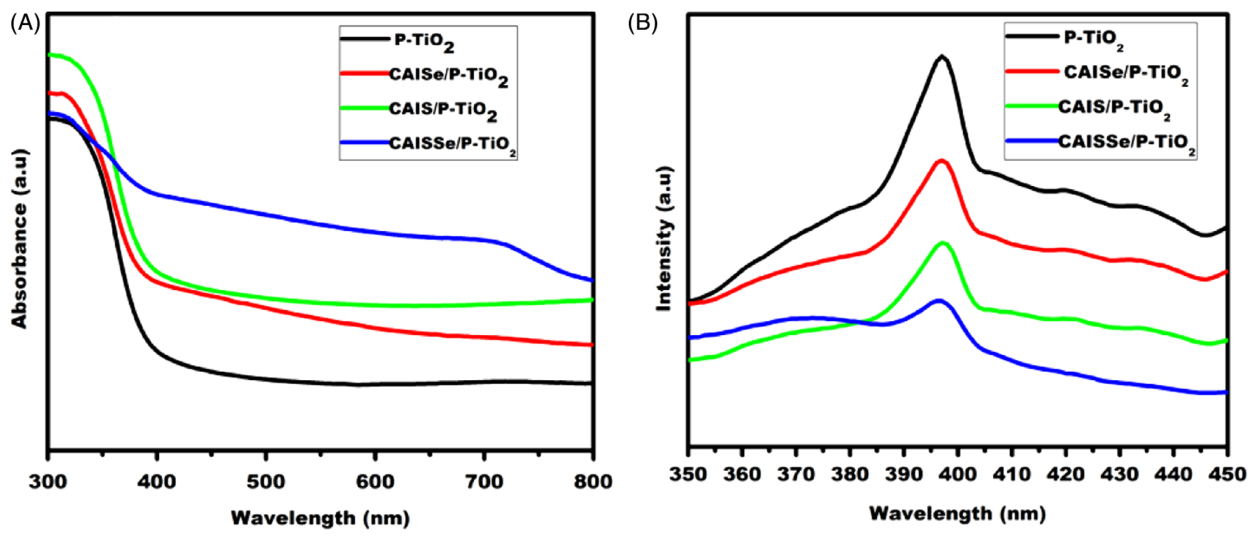 (A)
P-TiO2
CAISe/P-TiO2
CAIS/P-TiO2
CAISSe/P-TiO2
Absorbance (a.u)
300 400 500 600 700 800
Wavelength (nm)
(B)
P-TiO2
CAISe/P-TiO2
CAIS/P-TiO2
CAISSe/P-TiO2
Intensity (a.u)
350 360 370 380 390 400 410 420 430 440 450
Wavelength (nm)